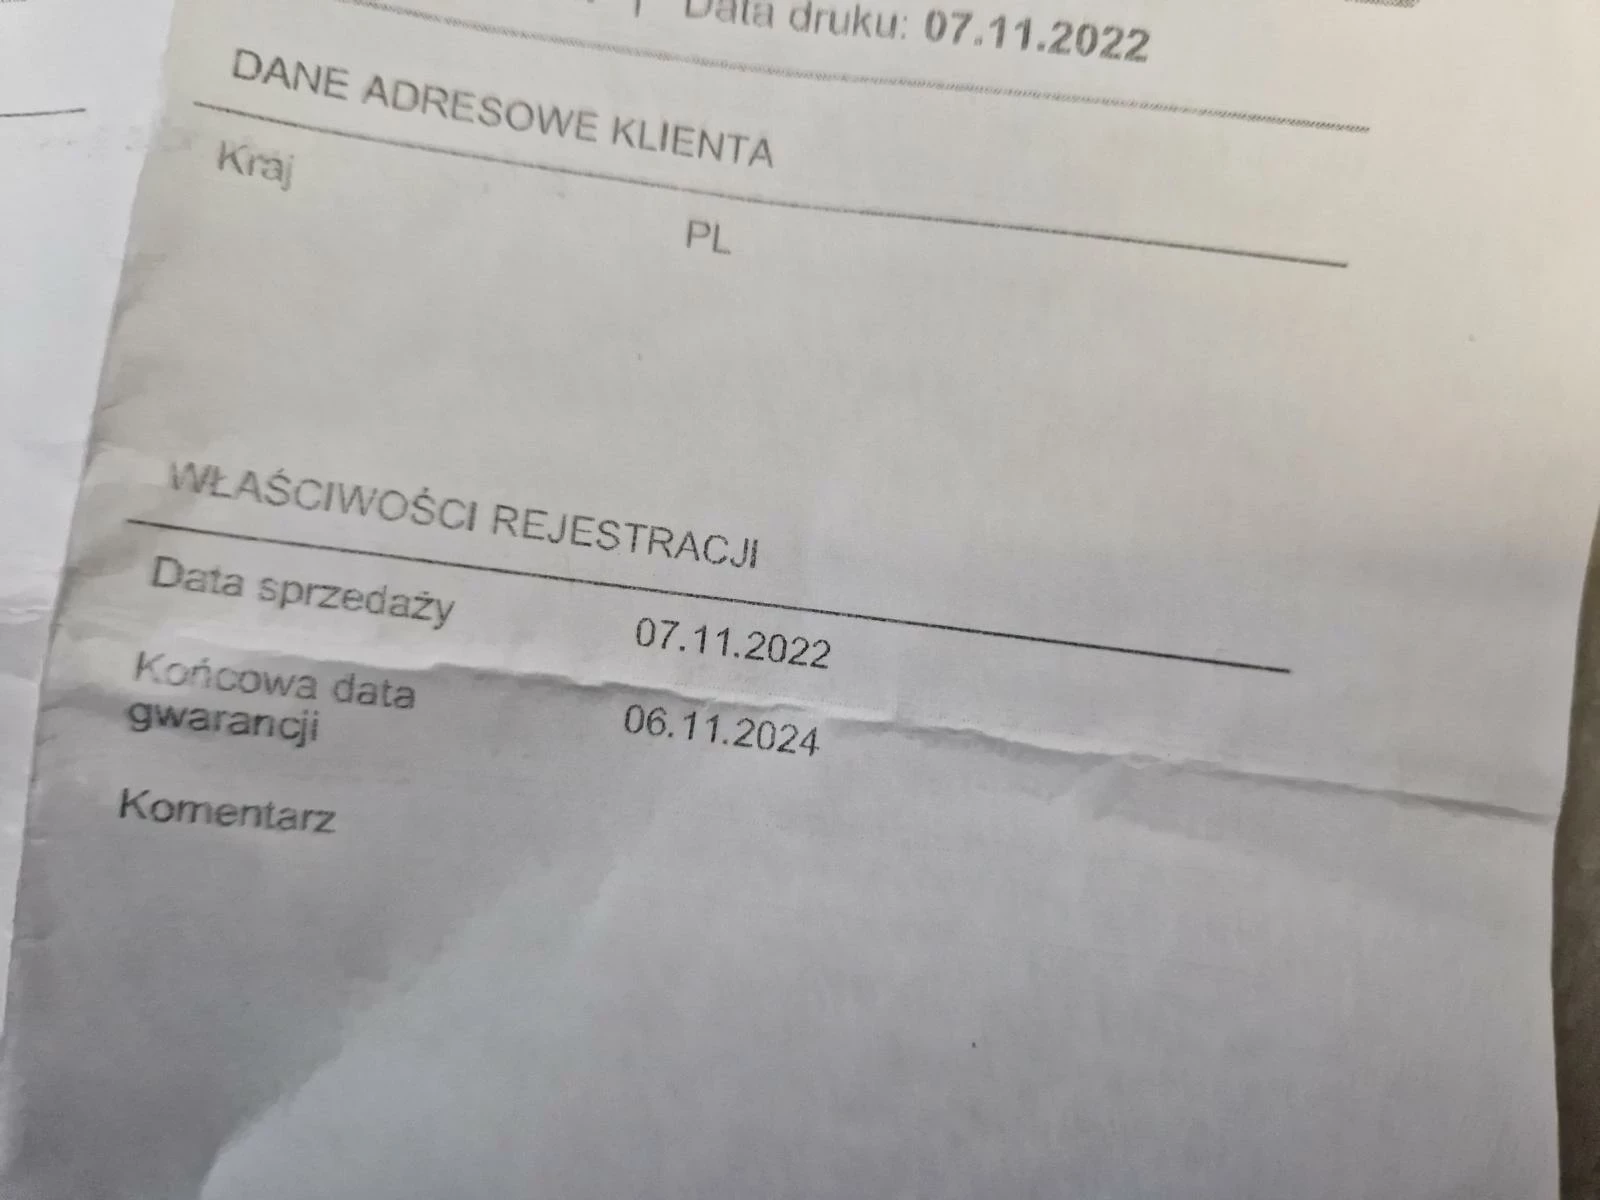 Data druku: 07.11.2022
DANE ADRESOWE KLIENTA
Kraj
PL
WŁAŚCIWOŚCI REJESTRACJI
Data sprzedaży 07.11.2022
Końcowa data
gwarancji 06.11.2024
Komentarz